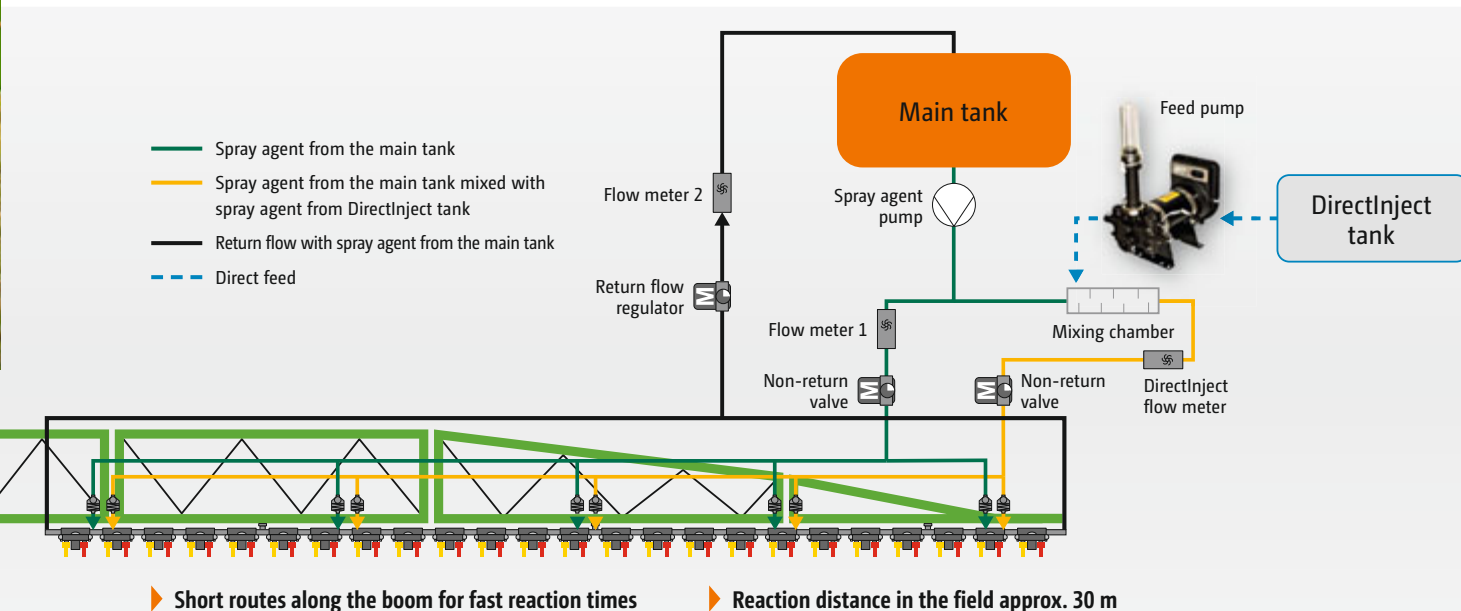 Main tank
Feed pump
Spray agent from the main tank
Spray agent from the main tank mixed with
spray agent from DirectInject tank
Return flow with spray agent from the main tank
Direct feed
Flow meter 2
Spray agent
pump
DirectInject
tank
Return flow
regulator
M
Flow meter 1
Mixing chamber
Non-return
valve
M
M
Non-return
valve
DirectInject
flow meter
Short routes along the boom for fast reaction times
Reaction distance in the field approx. 30 m